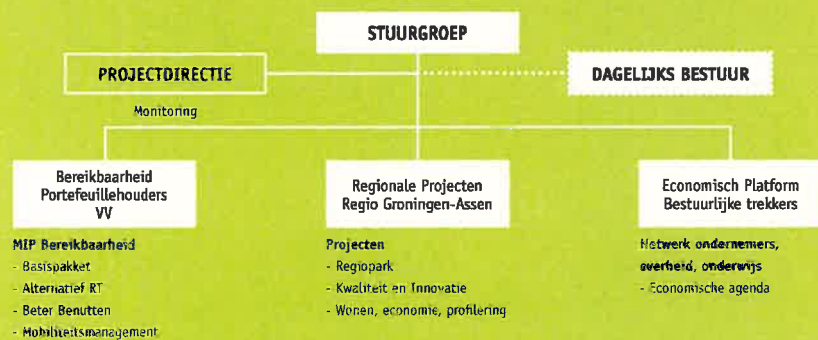 STUURGROEP
PROJECTDIRECTIE
DAGELIJKS BESTUUR
Monitoring
Bereikbaarheid
Portefeuillehouders
VV
Regionale Projecten
Regio Groningen-Assen
Economisch Platform
Bestuurlijke trekkers
MIP Bereikbaarheid
- Basispakket
- Alternatief RT
- Beter Benutten
- Mobiliteitsmanagement
Projecten
- Regiopark
- Kwaliteit en Innovatie
- Wonen, economie, profilering
Netwerk ondernemers,
overheid, onderwijs
- Economische agenda